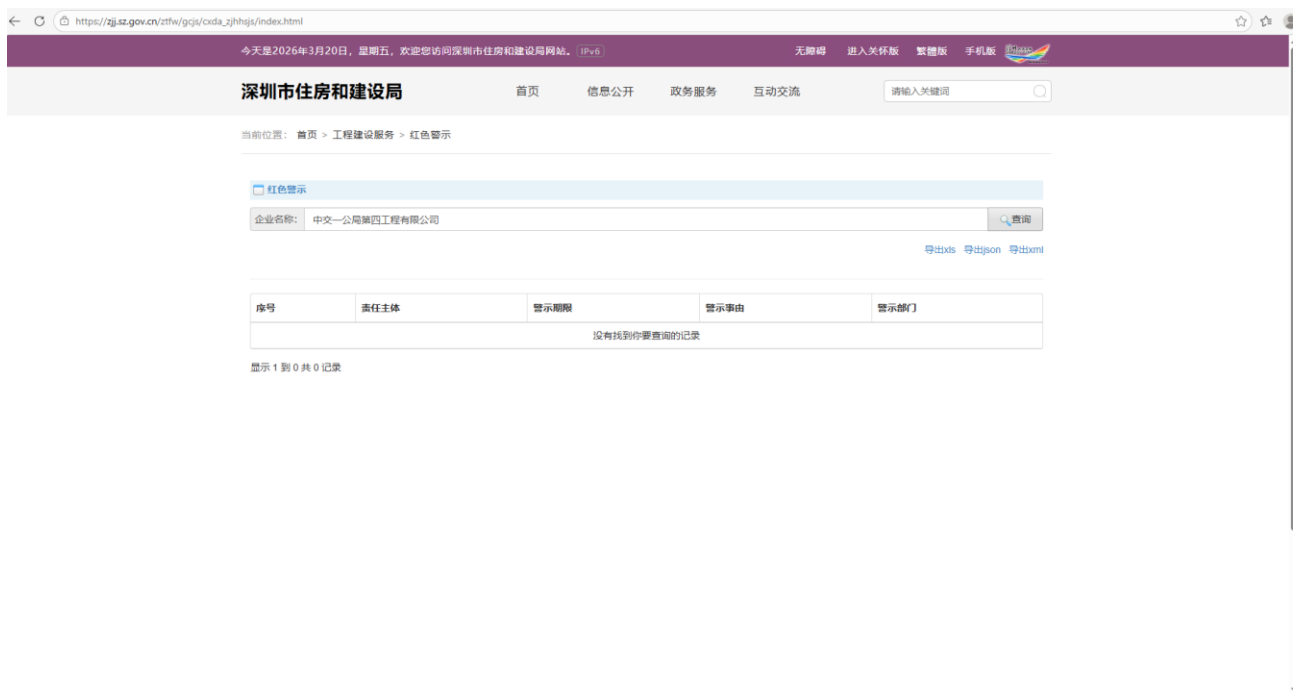 https://zjj.sz.gov.cn/ztfw/gcjs/cxda_zjhhsjs/index.html
今天是2026年3月20日，星期五，欢迎您访问深圳市住房和建设局网站。 IPv6 无障碍 进入关怀版 繁體版 手机版
深圳市住房和建设局 首页 信息公开 政务服务 互动交流 请输入关键词
当前位置： 首页 > 工程建设服务 > 红色警示
红色警示
企业名称： 中交一公局第四工程有限公司 查询
导出xls 导出json 导出xml
序号 责任主体 警示期限 警示事由 警示部门
没有找到你要查询的记录
显示 1 到 0 共 0 记录